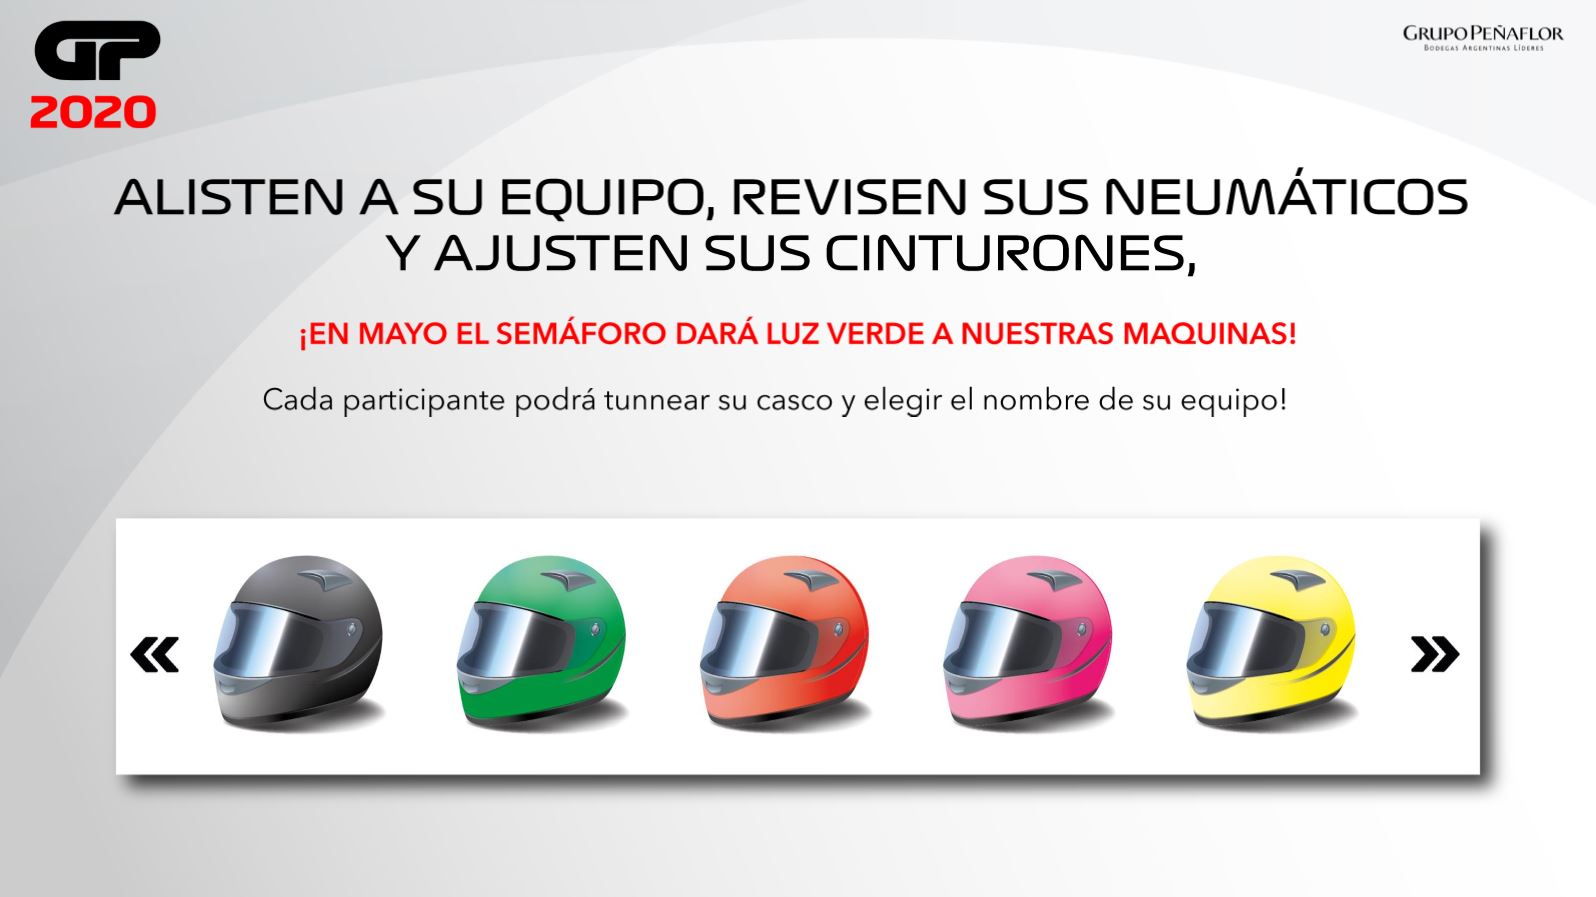 GP
2020
GRUPO PEÑAFLOR
BODEGAS ARGENTINAS LÍDERES
ALISTEN A SU EQUIPO, REVISEN SUS NEUMÁTICOS
Y AJUSTEN SUS CINTURONES,
¡EN MAYO EL SEMÁFORO DARÁ LUZ VERDE A NUESTRAS MAQUINAS!
Cada participante podrá tunnear su casco y elegir el nombre de su equipo!